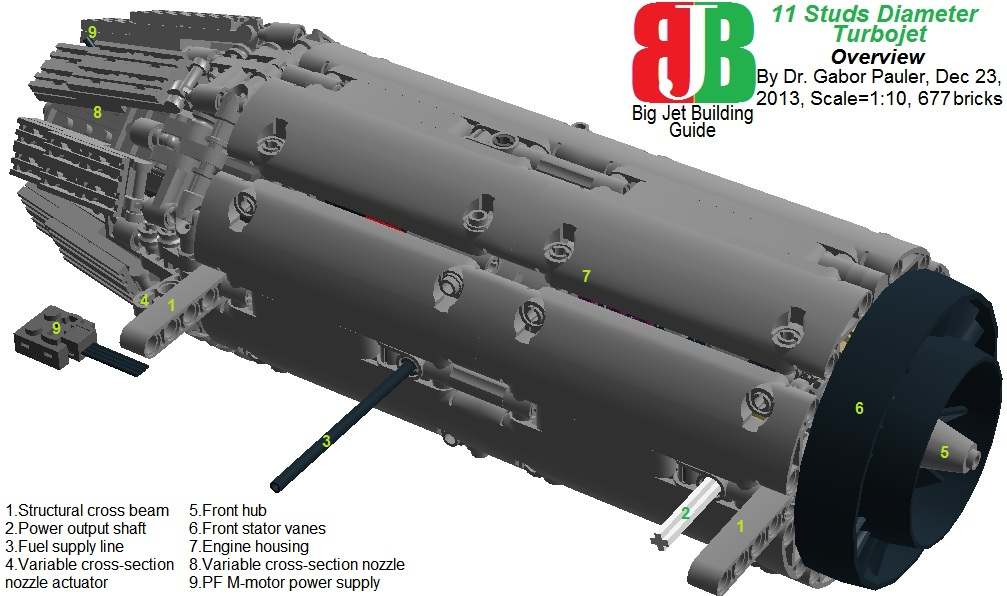 11 Studs Diameter
Turbojet
Overview
By Dr. Gabor Pauler, Dec 23,
2013, Scale=1:10, 677 bricks
BJB
Big Jet Building
Guide
9
8
4
1
9
7
3
6
5
2
1
1.Structural cross beam
2.Power output shaft
3.Fuel supply line
4.Variable cross-section
nozzle actuator
5.Front hub
6.Front stator vanes
7.Engine housing
8.Variable cross-section nozzle
9.PF M-motor power supply